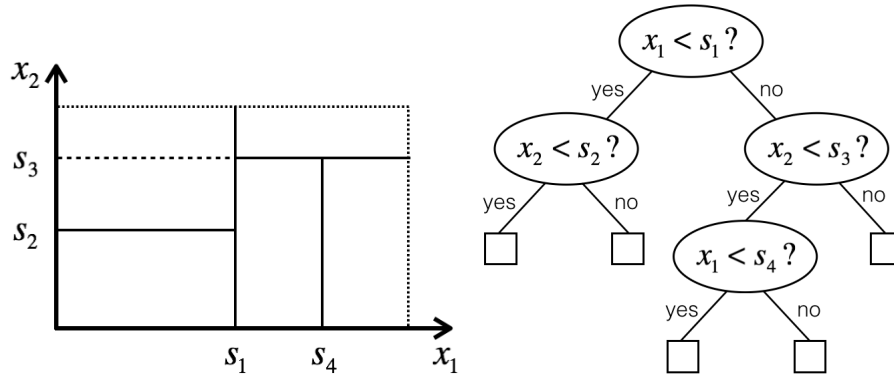 x₂
s₃
s₂
s₁ s₄ x₁
x₁ < s₁ ?
yes no
x₂ < s₂ ? x₂ < s₃ ?
yes no yes no
x₁ < s₄ ?
yes no